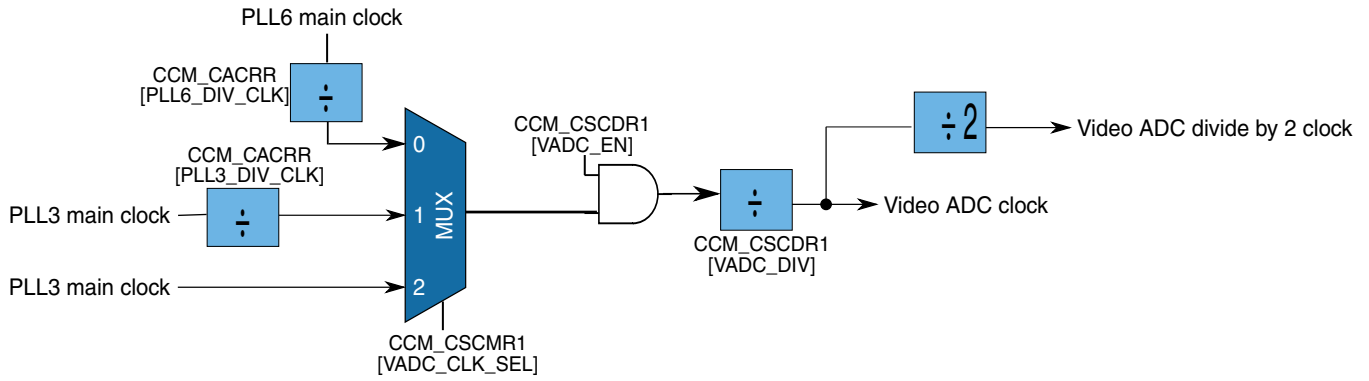 PLL6 main clock
CCM_CACRR
[PLL6_DIV_CLK]
÷
÷ 2
Video ADC divide by 2 clock
CCM_CSCDR1
[VADC_EN]
0
CCM_CACRR
[PLL3_DIV_CLK]
PLL3 main clock
÷
1
MUX
÷
Video ADC clock
CCM_CSCDR1
[VADC_DIV]
PLL3 main clock
2
CCM_CSCMR1
[VADC_CLK_SEL]